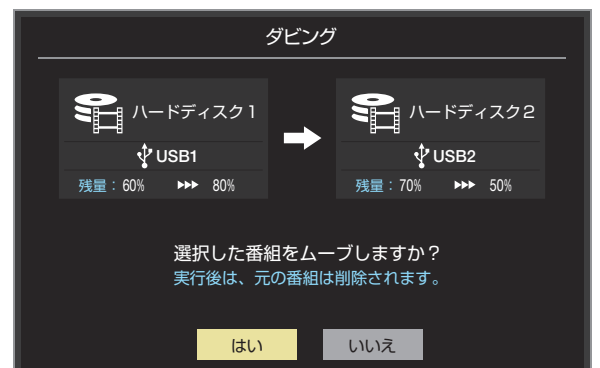 ダビング
ハードディスク1
USB1
残量：60% ▶▶▶ 80%
ハードディスク2
USB2
残量：70% ▶▶▶ 50%
選択した番組をムーブしますか？
実行後は、元の番組は削除されます。
はい
いいえ